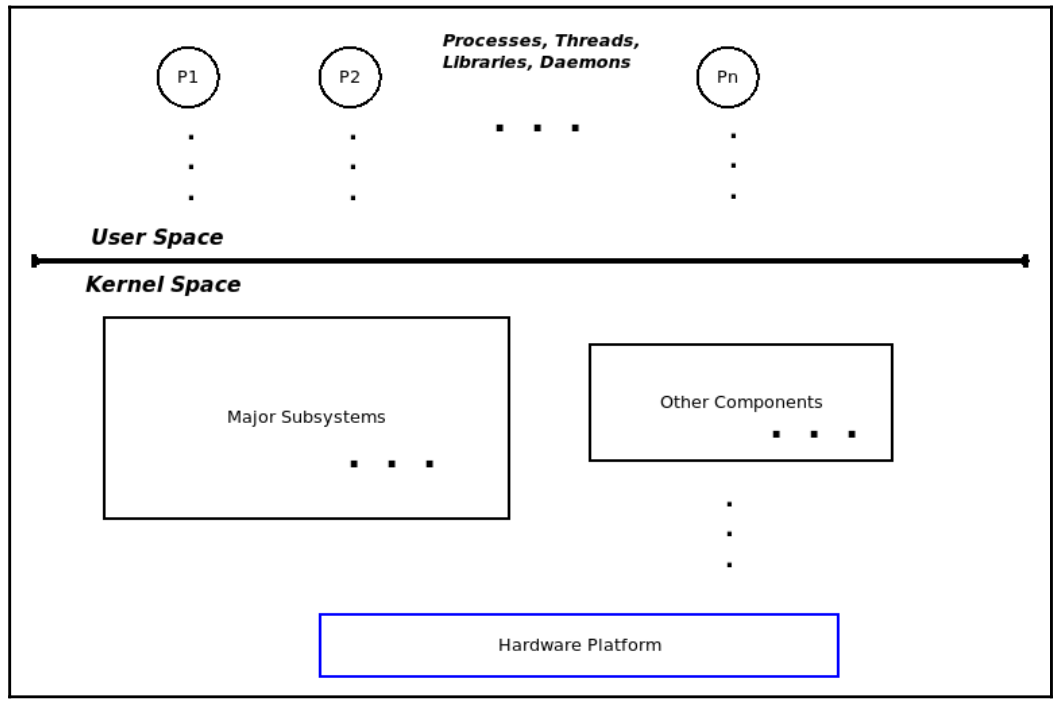 Processes, Threads,
Libraries, Daemons
P1
P2
Pn
User Space
Kernel Space
Major Subsystems
Other Components
Hardware Platform